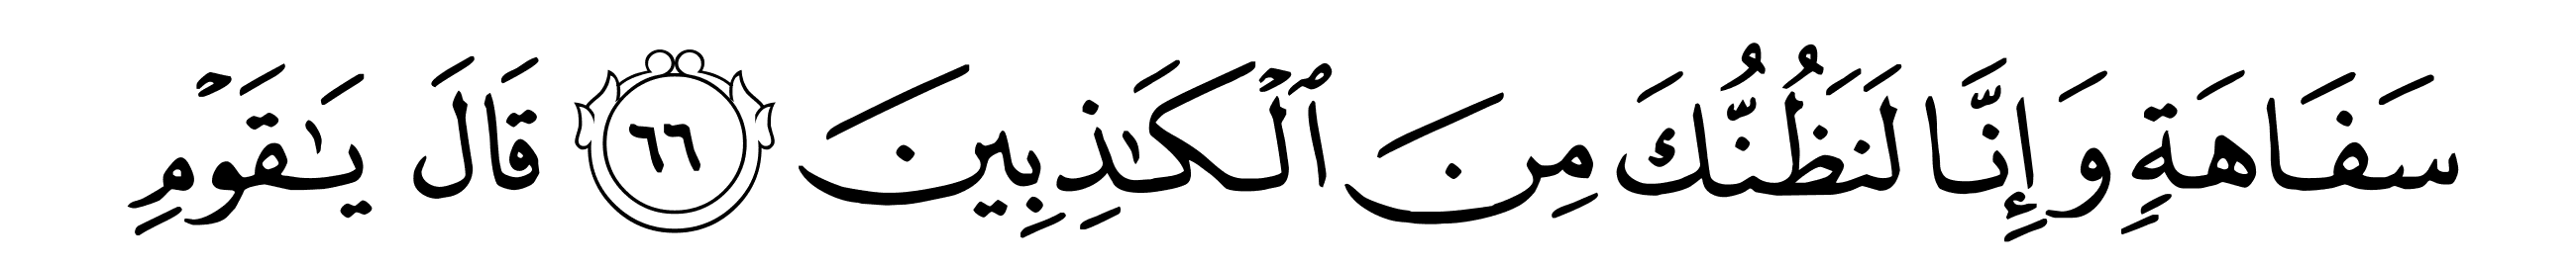 سَفَاهَةٍ وَإِنَّا لَنَظُنُّكَ مِنَ ٱلْكَٰذِبِينَ ٦٦ قَالَ يَٰقَوْمِ